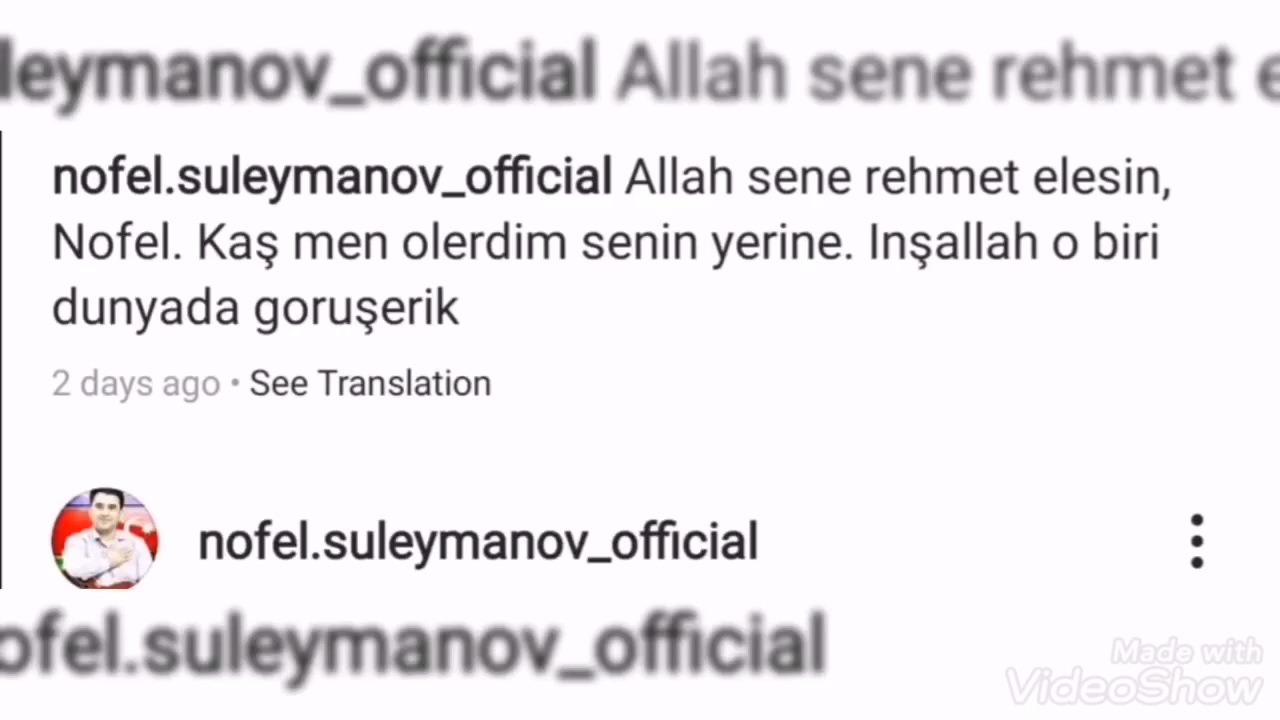 leymanov_official Allah sene rehmet e
nofel.suleymanov_official Allah sene rehmet elesin,
Nofel. Kaş men olerdim senin yerine. Inşallah o biri
dunyada goruşerik
2 days ago • See Translation
nofel.suleymanov_official
ofel.suleymanov_official
Made with
VideoShow